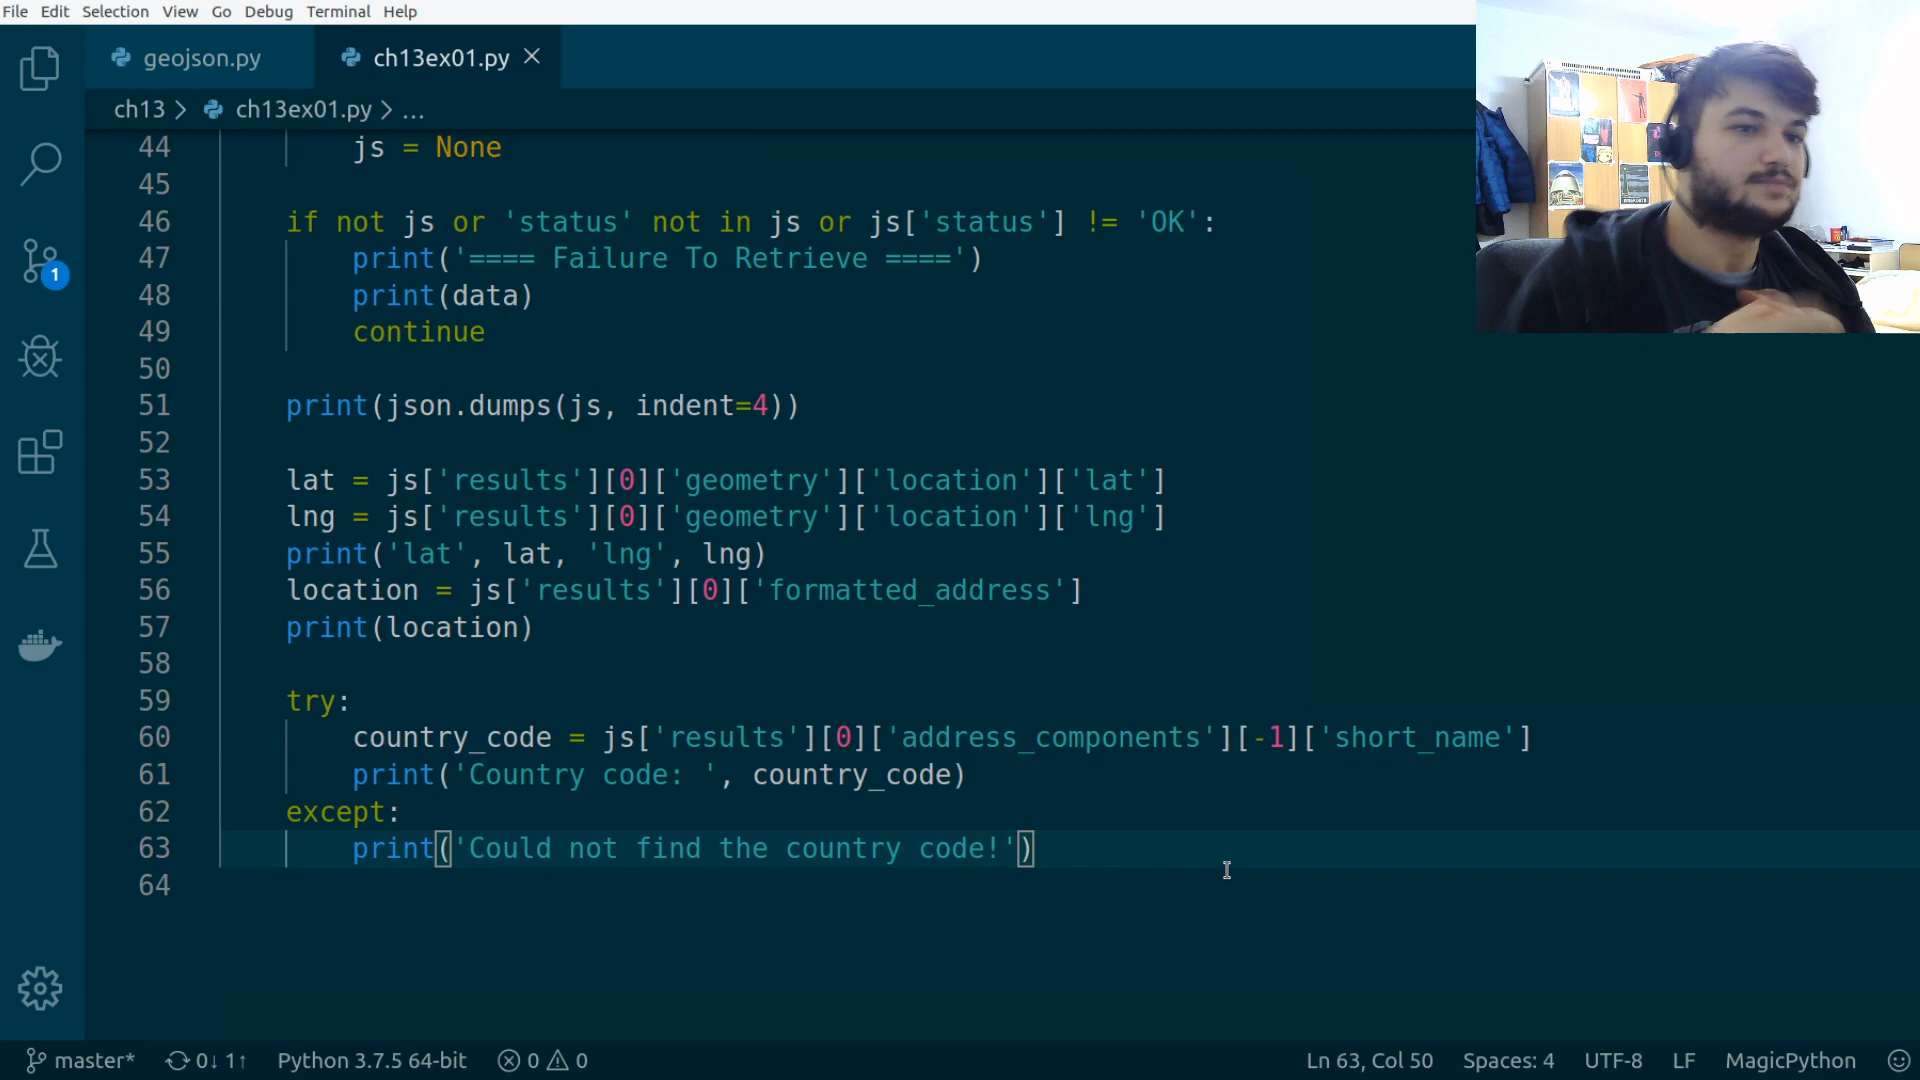 File Edit Selection View Go Debug Terminal Help
geojson.py ch13ex01.py
ch13 > ch13ex01.py > ...
44 js = None
45
46 if not js or 'status' not in js or js['status'] != 'OK':
47 print('==== Failure To Retrieve ====')
48 print(data)
49 continue
50
51 print(json.dumps(js, indent=4))
52
53 lat = js['results'][0]['geometry']['location']['lat']
54 lng = js['results'][0]['geometry']['location']['lng']
55 print('lat', lat, 'lng', lng)
56 location = js['results'][0]['formatted_address']
57 print(location)
58
59 try:
60 country_code = js['results'][0]['address_components'][-1]['short_name']
61 print('Country code: ', country_code)
62 except:
63 print('Could not find the country code!')
64
1
master* 0↓ 1↑ Python 3.7.5 64-bit 0 0 Ln 63, Col 50 Spaces: 4 UTF-8 LF MagicPython